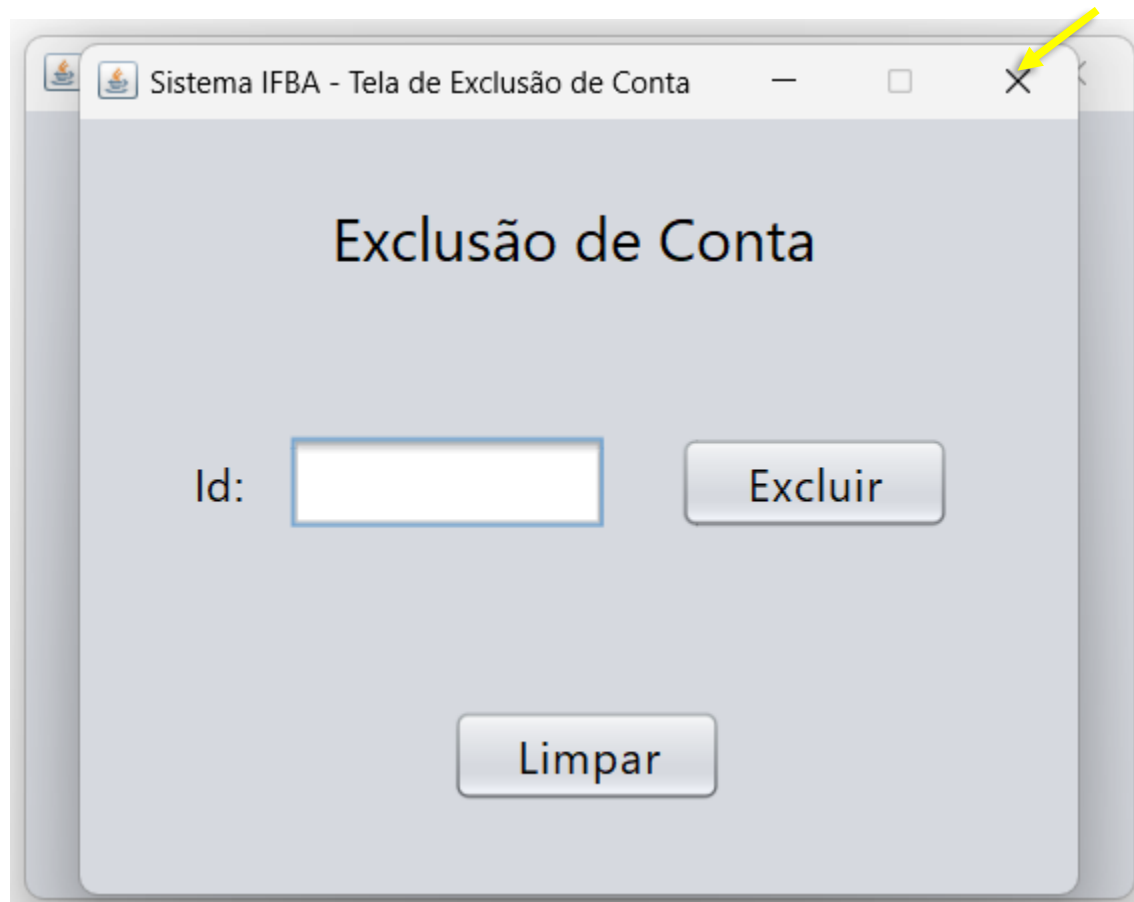 Sistema IFBA - Tela de Exclusão de Conta
Exclusão de Conta
Id:
Excluir
Limpar